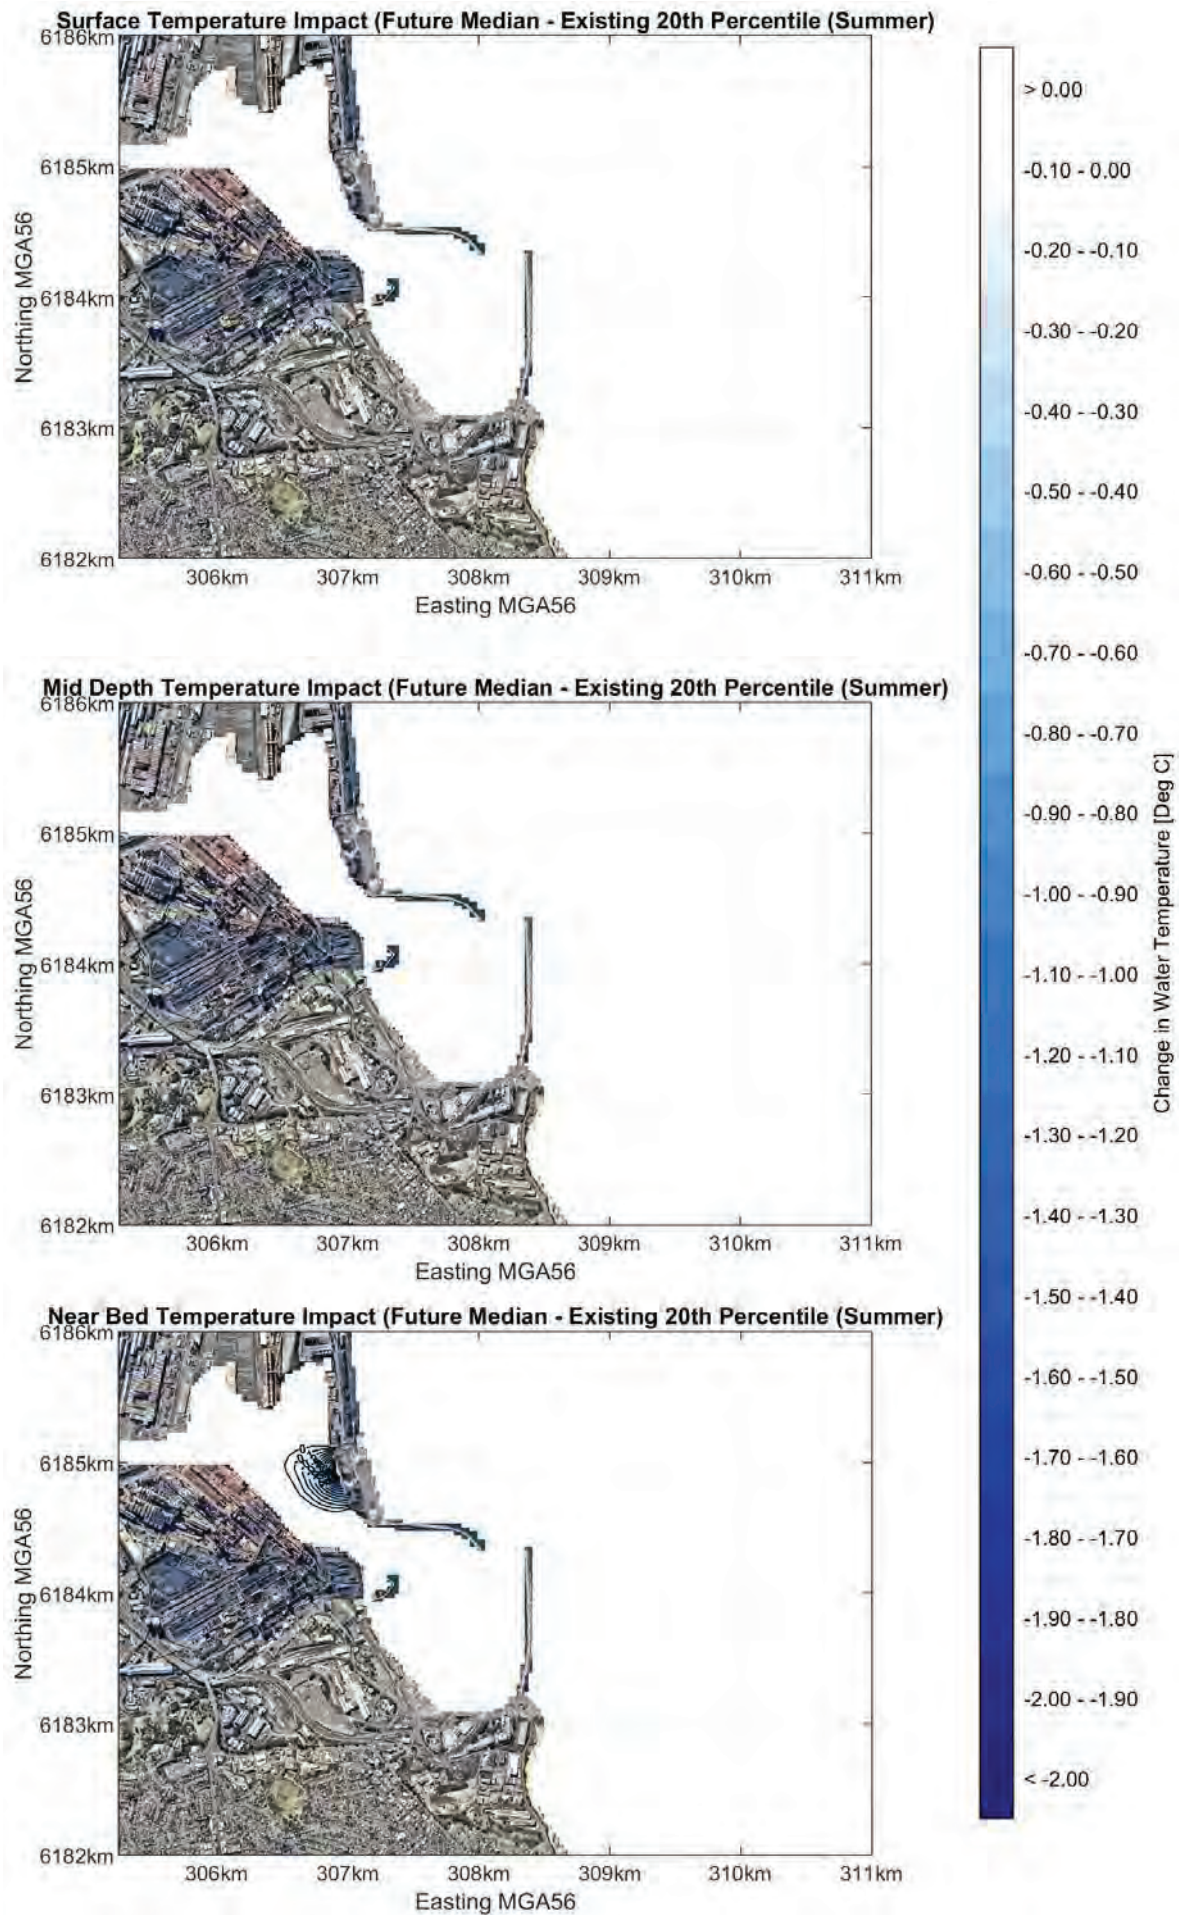 Surface Temperature Impact (Future Median - Existing 20th Percentile (Summer)
6186km
6185km
6184km
6183km
6182km
Northing MGA56
306km 307km 308km 309km 310km 311km
Easting MGA56
Mid Depth Temperature Impact (Future Median - Existing 20th Percentile (Summer)
6186km
6185km
6184km
6183km
6182km
Northing MGA56
306km 307km 308km 309km 310km 311km
Easting MGA56
Near Bed Temperature Impact (Future Median - Existing 20th Percentile (Summer)
6186km
6185km
6184km
6183km
6182km
Northing MGA56
306km 307km 308km 309km 310km 311km
Easting MGA56
> 0.00
-0.10 - 0.00
-0.20 - -0.10
-0.30 - -0.20
-0.40 - -0.30
-0.50 - -0.40
-0.60 - -0.50
-0.70 - -0.60
-0.80 - -0.70
-0.90 - -0.80
-1.00 - -0.90
-1.10 - -1.00
-1.20 - -1.10
-1.30 - -1.20
-1.40 - -1.30
-1.50 - -1.40
-1.60 - -1.50
-1.70 - -1.60
-1.80 - -1.70
-1.90 - -1.80
-2.00 - -1.90
< -2.00
Change in Water Temperature [Deg C]